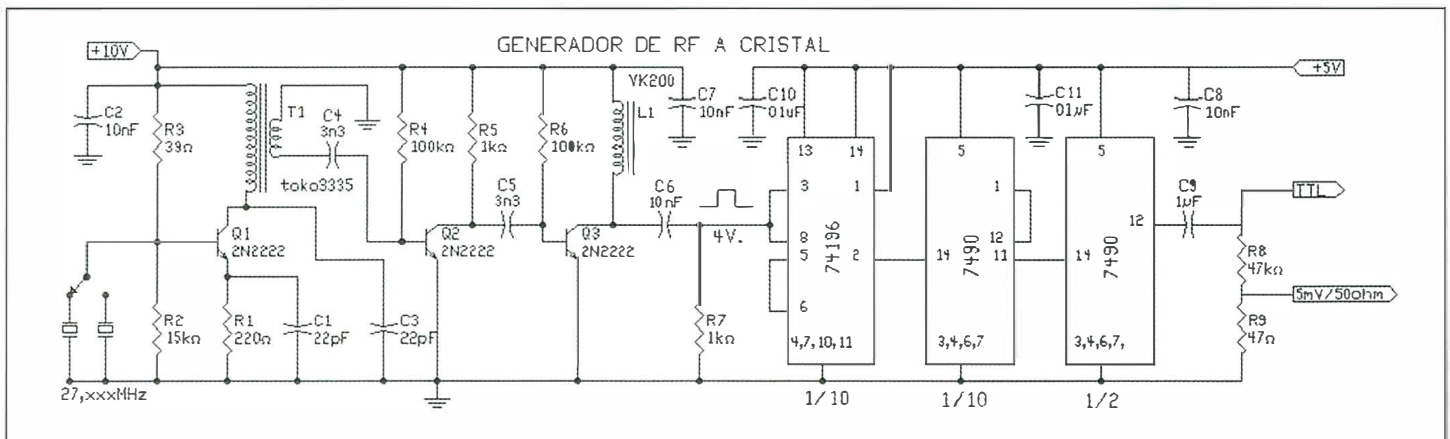 GENERADOR DE RF A CRISTAL
+10V
+5V
C2
10nF
R3
39Ω
T1
C4
3n3
toko3335
R4
100kΩ
R5
1kΩ
R6
100kΩ
VK200
L1
C7
10nF
C10
01uF
C11
01µF
C8
10nF
C5
3n3
C6
10nF
4V.
Q1
2N2222
Q2
2N2222
Q3
2N2222
13
14
3
1
8
5
2
6
74196
4,7,10,11
5
1
12
14
11
7490
3,4,6,7
5
12
14
7490
3,4,6,7,
C9
1µF
TTL
R8
47kΩ
5mV/50ohm
R9
47Ω
R2
15kΩ
R1
220Ω
C1
22pF
C3
22pF
R7
1kΩ
27,xxxMHz
1/10
1/10
1/2